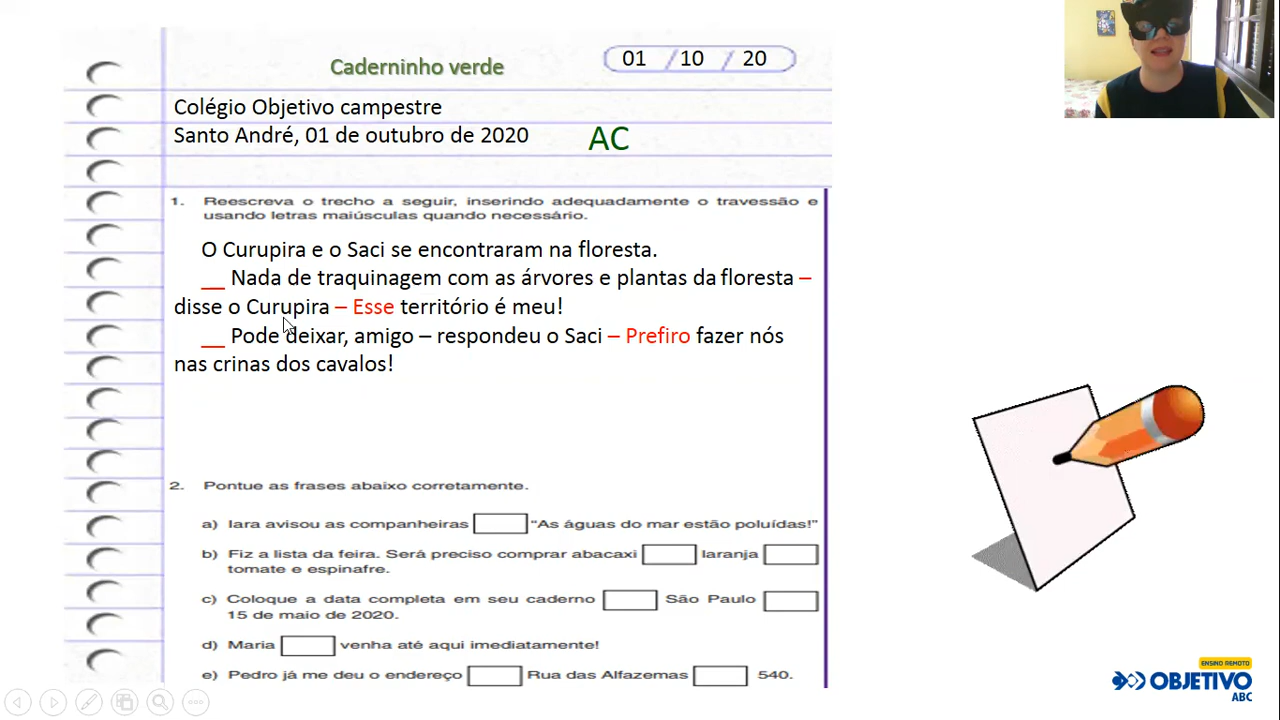 Caderninho verde
01 / 10 / 20
Colégio Objetivo campestre
Santo André, 01 de outubro de 2020
AC
1. Reescreva o trecho a seguir, inserindo adequadamente o travessão e
usando letras maiúsculas quando necessário.
O Curupira e o Saci se encontraram na floresta.
__ Nada de traquinagem com as árvores e plantas da floresta –
disse o Curupira – Esse território é meu!
__ Pode deixar, amigo – respondeu o Saci – Prefiro fazer nós
nas crinas dos cavalos!
2. Pontue as frases abaixo corretamente.
a) Iara avisou as companheiras “As águas do mar estão poluídas!”
b) Fiz a lista da feira. Será preciso comprar abacaxi laranja
tomate e espinafre.
c) Coloque a data completa em seu caderno São Paulo
15 de maio de 2020.
d) Maria venha até aqui imediatamente!
e) Pedro já me deu o endereço Rua das Alfazemas 540.
ENSINO REMOTO
OBJETIVO
ABC